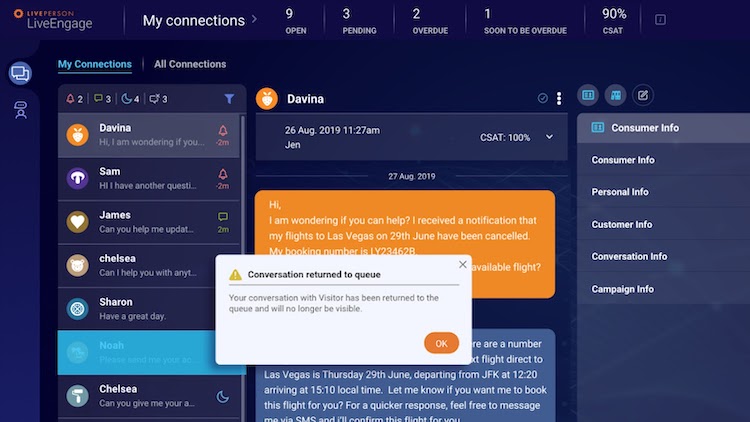 LIVEPERSON
LiveEngage
My connections
9
OPEN
3
PENDING
2
OVERDUE
1
SOON TO BE OVERDUE
90%
CSAT
My Connections
All Connections
2 3 4 3
Davina
Hi, I am wondering if you...
-2m
Sam
HI I have another questi...
-2m
James
Can you help me updat...
2m
chelsea
Can I help you with anyt...
Sharon
Have a great day.
Noah
Please send me your ac...
Chelsea
Can you give me your a...
Davina
26 Aug. 2019 11:27am
Jen
CSAT: 100%
27 Aug. 2019
Hi,
I am wondering if you can help? I received a notification that
my flights to Las Vegas on 29th June have been cancelled.
My booking number is LY23462B.
available flight?
Conversation returned to queue
Your conversation with Visitor has been returned to the
queue and will no longer be visible.
OK
ere are a number
xt flight direct to
Las Vegas is Thursday 29th June, departing from JFK at 12:20
arriving at 15:10 local time. Let me know if you want me to book
this flight for you? For a quicker response, feel free to message
me via SMS and i'll confirm this flight for you
Consumer Info
Consumer Info
Personal Info
Customer Info
Conversation Info
Campaign Info